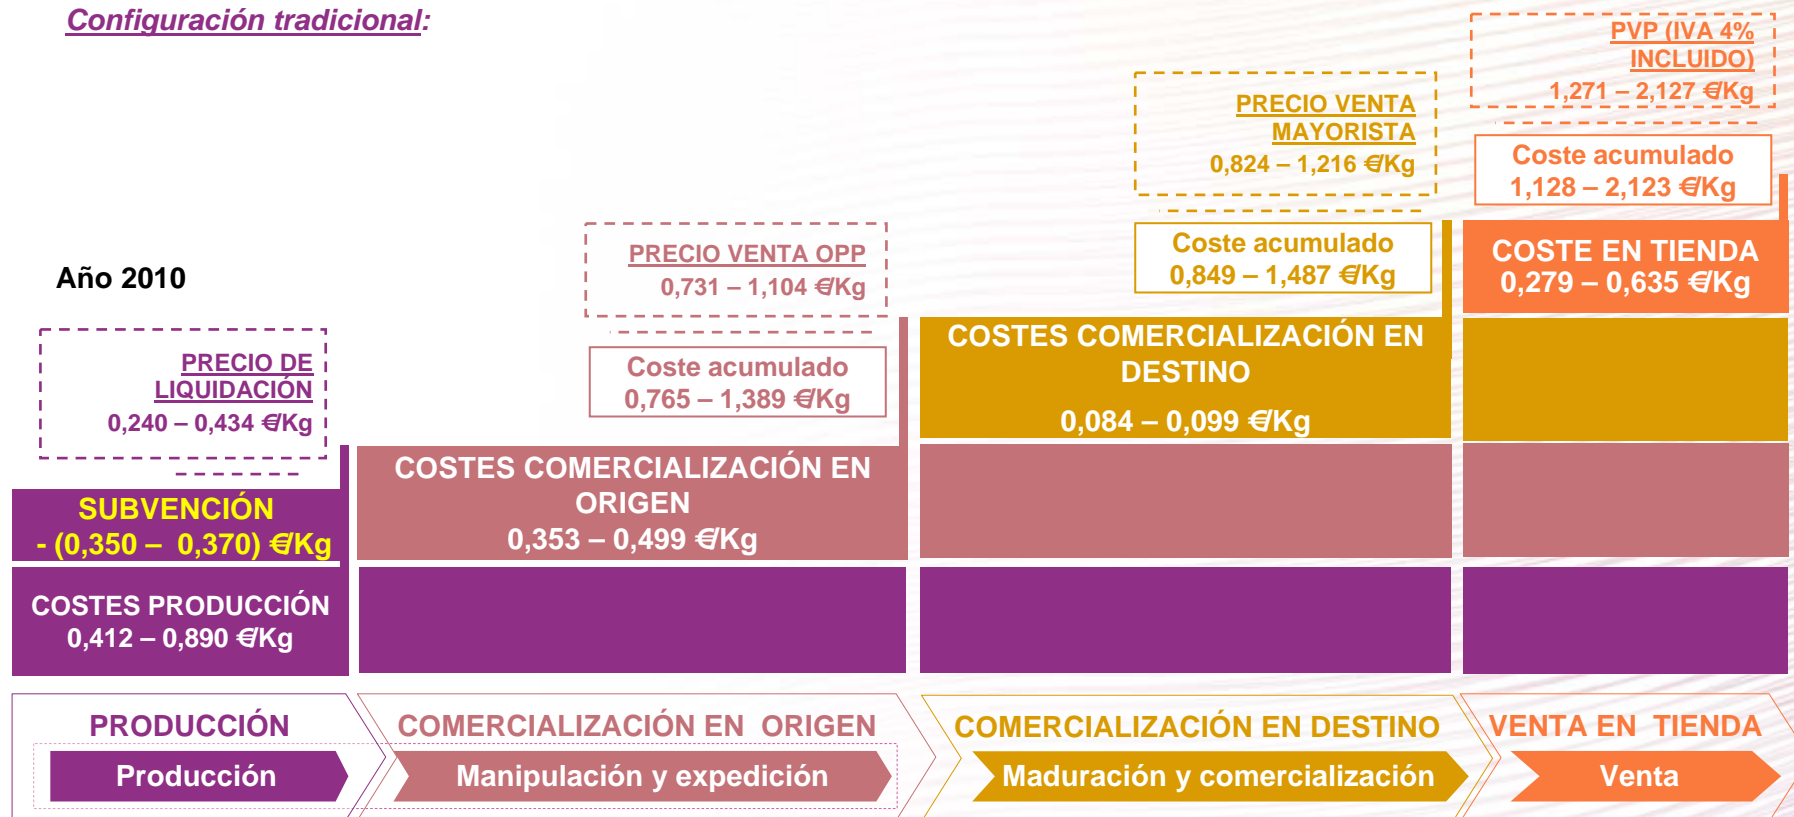 Configuración tradicional:
Año 2010
PRECIO DE
LIQUIDACIÓN
0,240 – 0,434 €/Kg
SUBVENCIÓN
- (0,350 – 0,370) €/Kg
COSTES PRODUCCIÓN
0,412 – 0,890 €/Kg
PRECIO VENTA OPP
0,731 – 1,104 €/Kg
Coste acumulado
0,765 – 1,389 €/Kg
COSTES COMERCIALIZACIÓN EN
ORIGEN
0,353 – 0,499 €/Kg
PRECIO VENTA
MAYORISTA
0,824 – 1,216 €/Kg
Coste acumulado
0,849 – 1,487 €/Kg
COSTES COMERCIALIZACIÓN EN
DESTINO
0,084 – 0,099 €/Kg
PVP (IVA 4%
INCLUIDO)
1,271 – 2,127 €/Kg
Coste acumulado
1,128 – 2,123 €/Kg
COSTE EN TIENDA
0,279 – 0,635 €/Kg
PRODUCCIÓN
Producción
COMERCIALIZACIÓN EN ORIGEN
Manipulación y expedición
COMERCIALIZACIÓN EN DESTINO
Maduración y comercialización
VENTA EN TIENDA
Venta